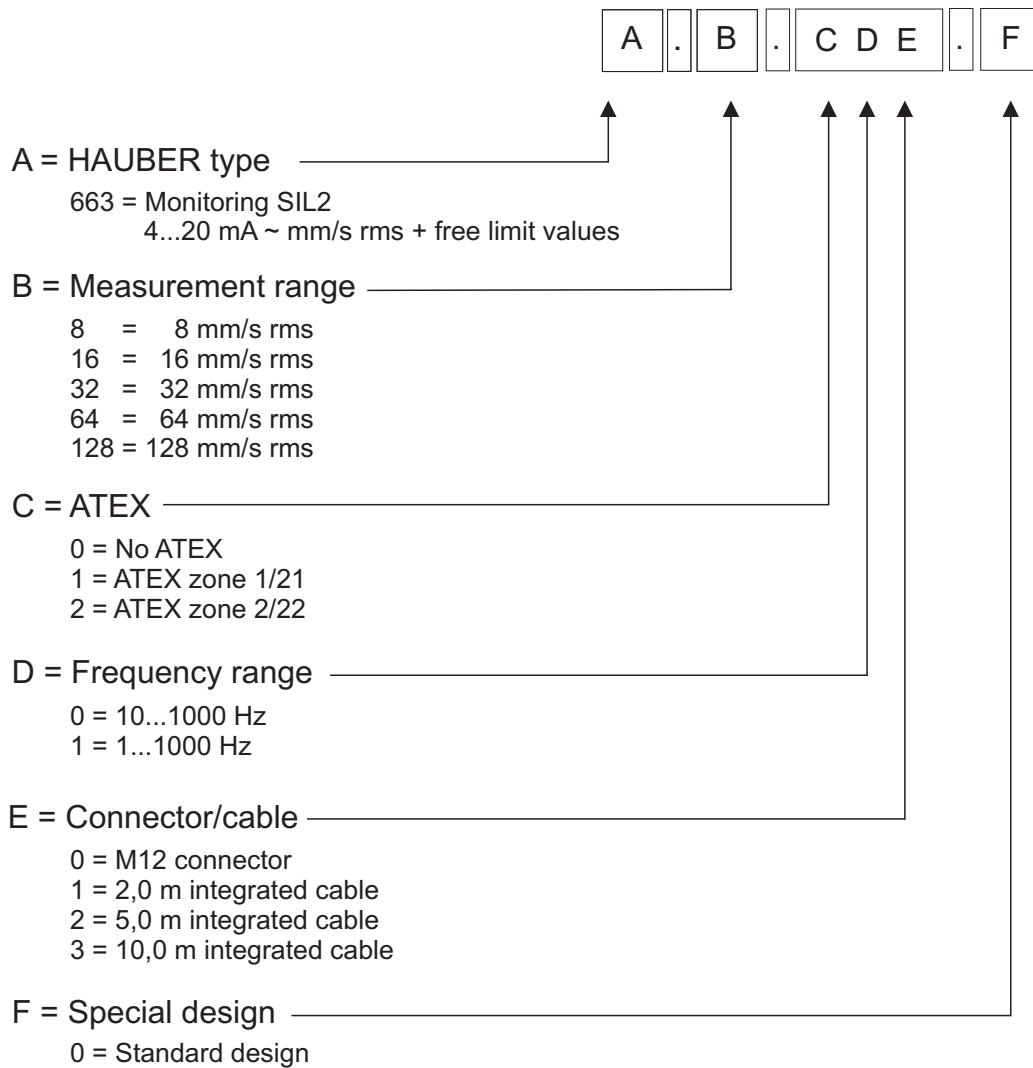 A . B . C D E . F
A = HAUBER type
663 = Monitoring SIL2
4...20 mA ~ mm/s rms + free limit values
B = Measurement range
8 = 8 mm/s rms
16 = 16 mm/s rms
32 = 32 mm/s rms
64 = 64 mm/s rms
128 = 128 mm/s rms
C = ATEX
0 = No ATEX
1 = ATEX zone 1/21
2 = ATEX zone 2/22
D = Frequency range
0 = 10...1000 Hz
1 = 1...1000 Hz
E = Connector/cable
0 = M12 connector
1 = 2,0 m integrated cable
2 = 5,0 m integrated cable
3 = 10,0 m integrated cable
F = Special design
0 = Standard design